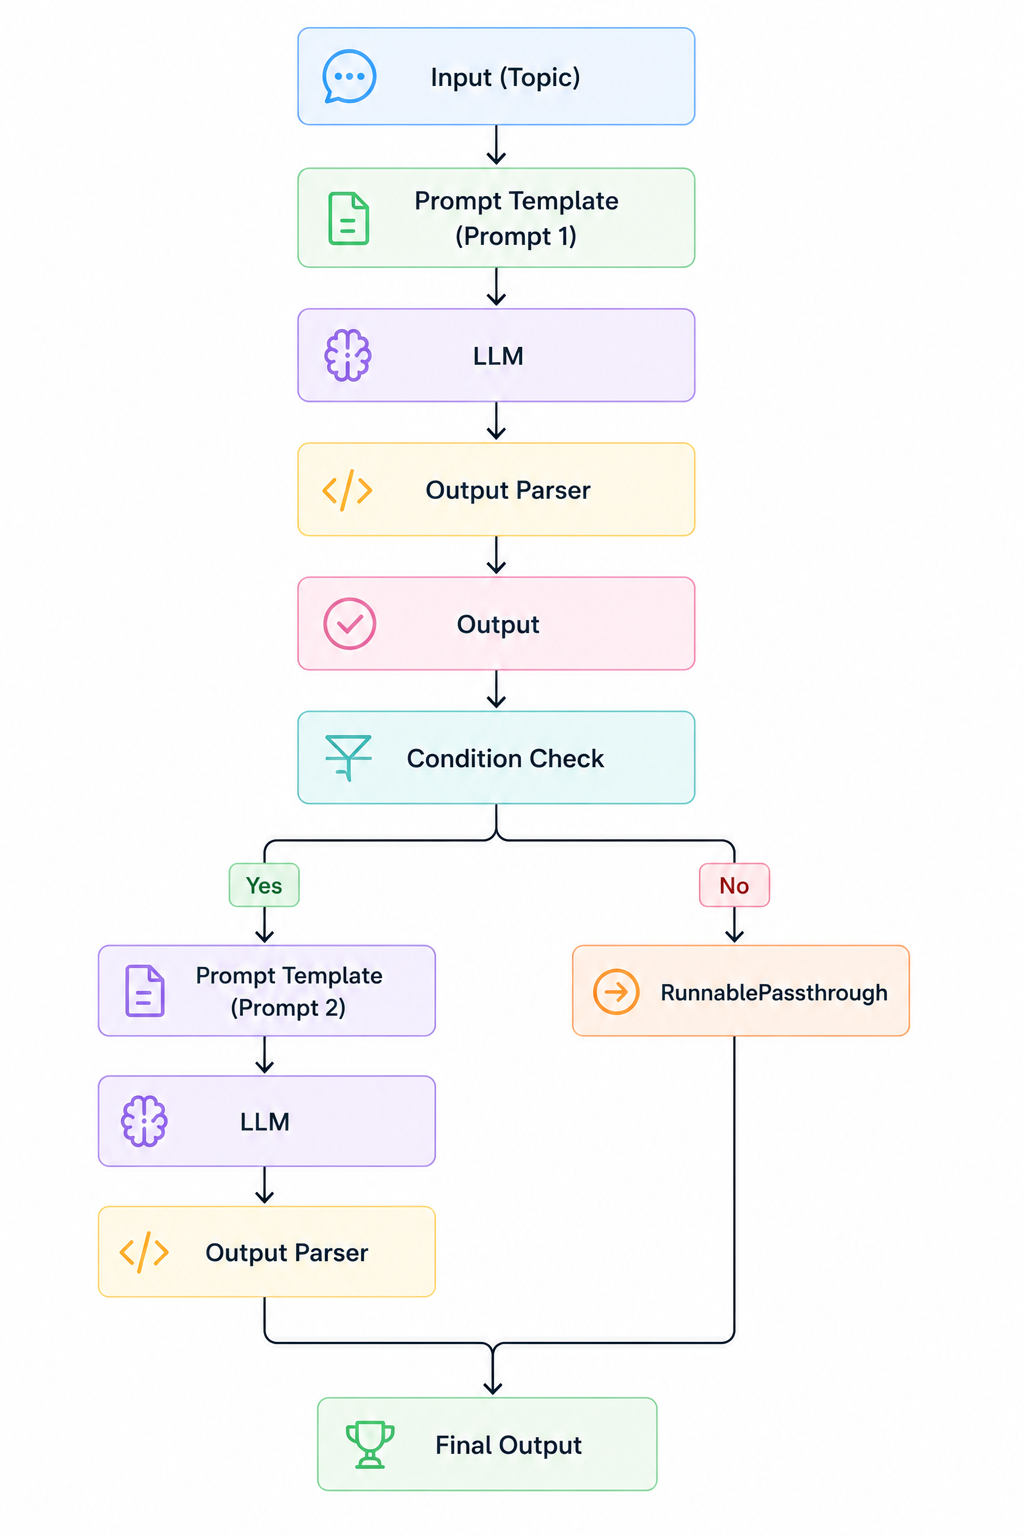 Input (Topic)
Prompt Template
(Prompt 1)
LLM
Output Parser
Output
Condition Check
Yes
No
Prompt Template
(Prompt 2)
RunnablePassthrough
LLM
Output Parser
Final Output